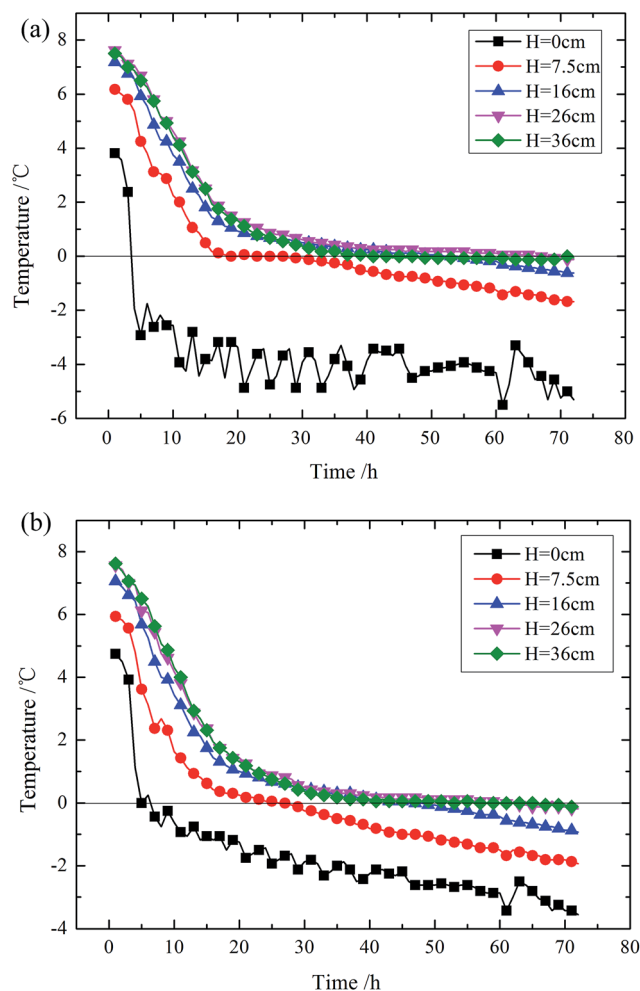 (a)
8
6
4
2
0
-2
-4
-6
H=0cm
H=7.5cm
H=16cm
H=26cm
H=36cm
Temperature /℃
0 10 20 30 40 50 60 70 80
Time /h
(b)
8
6
4
2
0
-2
-4
H=0cm
H=7.5cm
H=16cm
H=26cm
H=36cm
Temperature /℃
0 10 20 30 40 50 60 70 80
Time /h